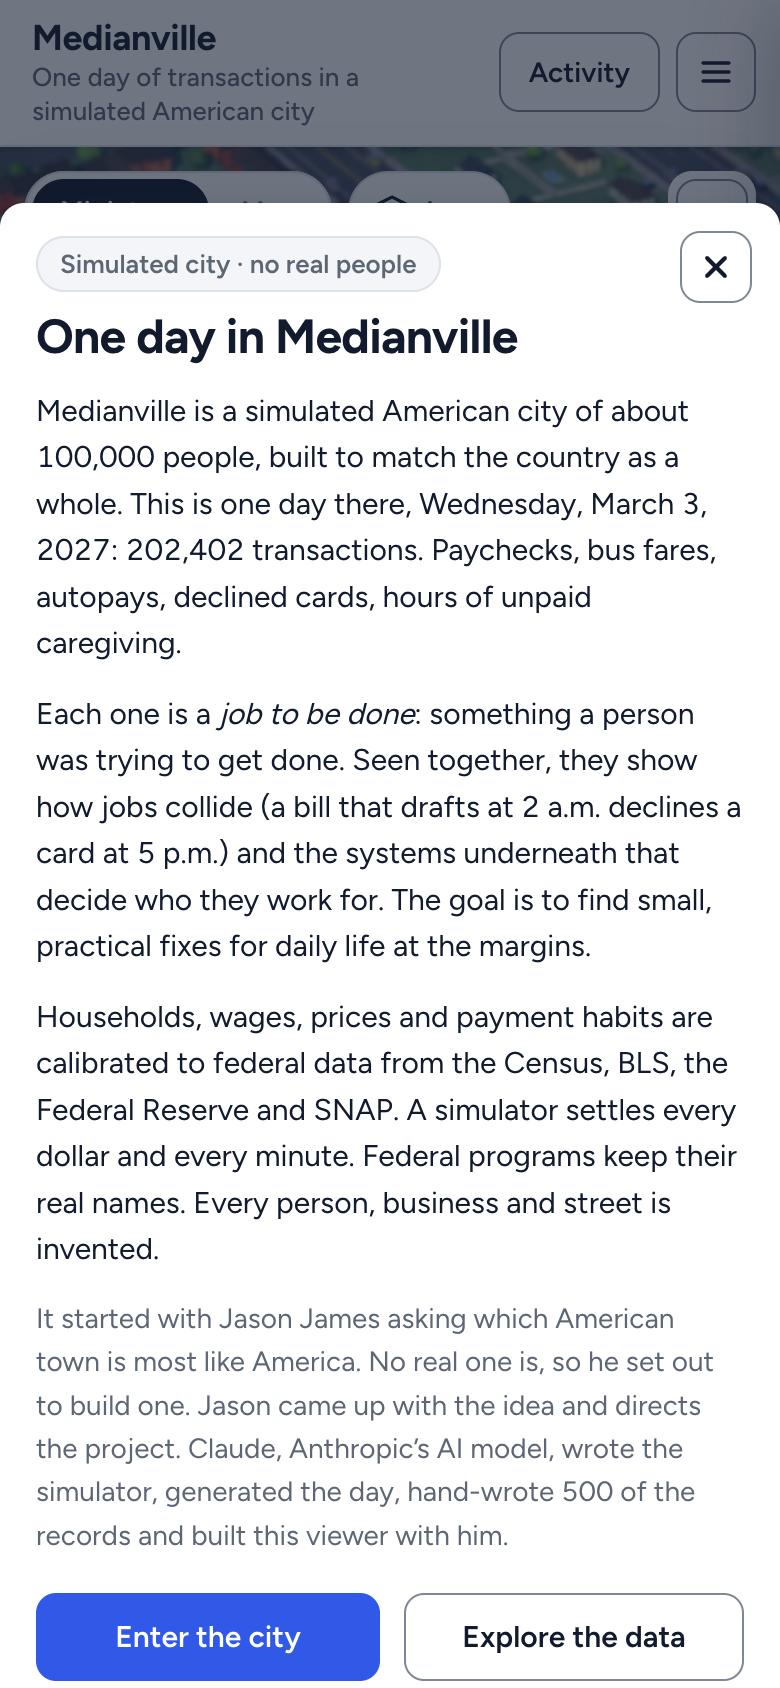 Medianville
One day of transactions in a
simulated American city
Activity
Simulated city · no real people
One day in Medianville
Medianville is a simulated American city of about
100,000 people, built to match the country as a
whole. This is one day there, Wednesday, March 3,
2027: 202,402 transactions. Paychecks, bus fares,
autopays, declined cards, hours of unpaid
caregiving.
Each one is a job to be done: something a person
was trying to get done. Seen together, they show
how jobs collide (a bill that drafts at 2 a.m. declines a
card at 5 p.m.) and the systems underneath that
decide who they work for. The goal is to find small,
practical fixes for daily life at the margins.
Households, wages, prices and payment habits are
calibrated to federal data from the Census, BLS, the
Federal Reserve and SNAP. A simulator settles every
dollar and every minute. Federal programs keep their
real names. Every person, business and street is
invented.
It started with Jason James asking which American
town is most like America. No real one is, so he set out
to build one. Jason came up with the idea and directs
the project. Claude, Anthropic’s AI model, wrote the
simulator, generated the day, hand-wrote 500 of the
records and built this viewer with him.
Enter the city
Explore the data